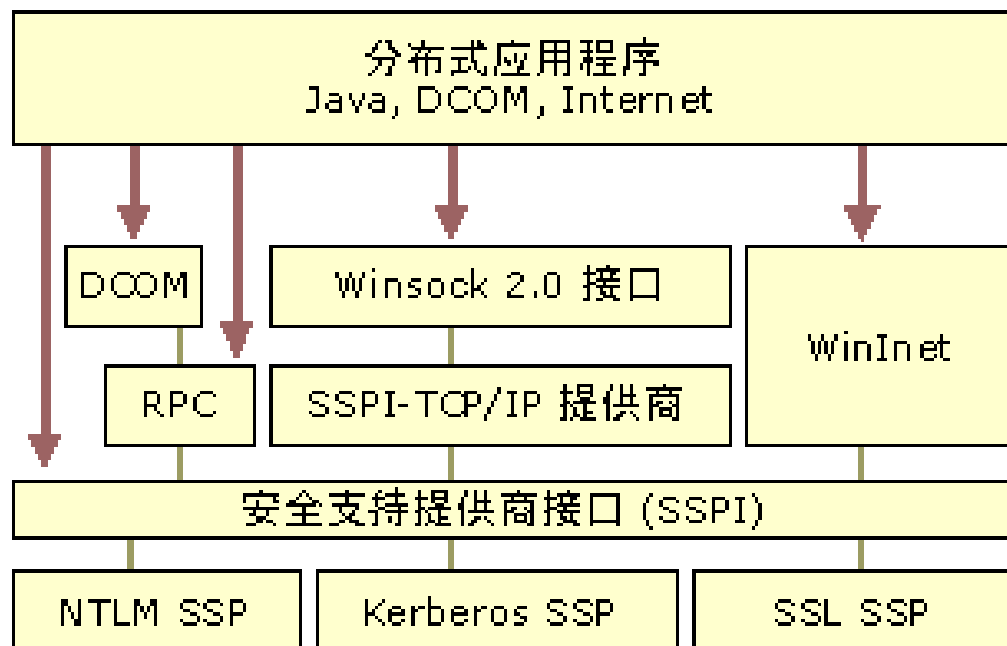 分布式应用程序
Java, DCOM, Internet
DCOM
Winsock 2.0 接口
WinInet
RPC
SSPI-TCP/IP 提供商
安全支持提供商接口 (SSPI)
NTLM SSP
Kerberos SSP
SSL SSP